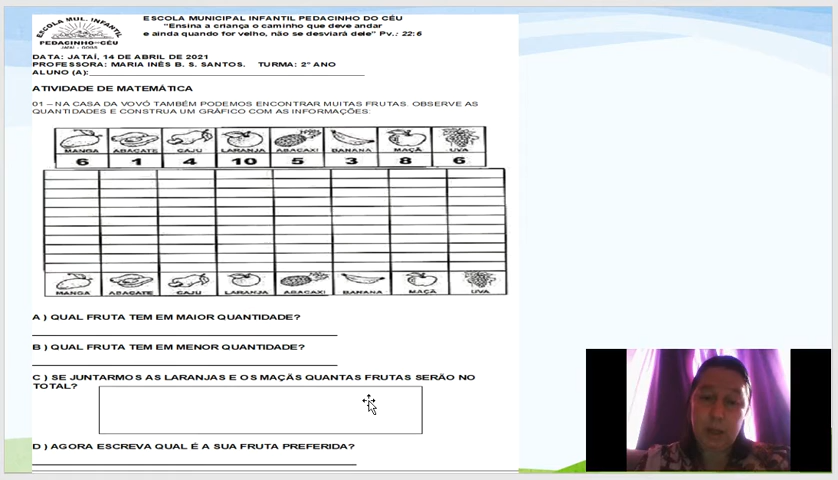 ESCOLA MUL. INFANTIL
PEDACINHO-CÉU
ESCOLA MUNICIPAL INFANTIL PEDACINHO DO CÉU
"Ensina a criança o caminho que deve andar
e ainda quando for velho, não se desviará dele" Pv.: 22:6
DATA: JATAÍ, 14 DE ABRIL DE 2021
PROFESSORA: MARIA INÊS B. S. SANTOS. TURMA: 2° ANO
ALUNO (A):
ATIVIDADE DE MATEMÁTICA
01 – NA CASA DA VOVÓ TAMBÉM PODEMOS ENCONTRAR MUITAS FRUTAS. OBSERVE AS
QUANTIDADES E CONSTRUA UM GRÁFICO COM AS INFORMAÇÕES.
MANGA ABACATE CAJU LARANJA ABACAXI BANANA MAÇÃ UVA
6 1 4 10 5 3 8 6
MANGA ABACATE CAJU LARANJA ABACAXI BANANA MAÇÃ UVA
A ) QUAL FRUTA TEM EM MAIOR QUANTIDADE?
B ) QUAL FRUTA TEM EM MENOR QUANTIDADE?
C ) SE JUNTARMOS AS LARANJAS E OS MAÇÃS QUANTAS FRUTAS SERÃO NO
TOTAL?
D ) AGORA ESCREVA QUAL É A SUA FRUTA PREFERIDA?